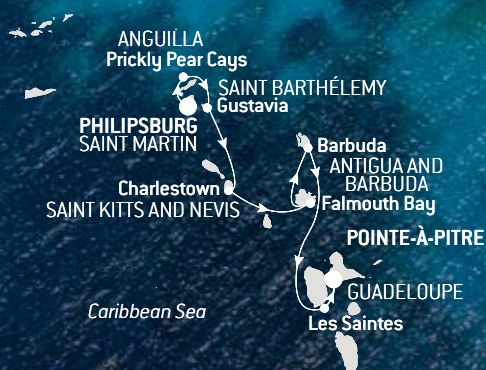 ANGUILLA
Prickly Pear Cays
SAINT BARTHÉLEMY
Gustavia
PHILIPSBURG
SAINT MARTIN
Barbuda
ANTIGUA AND
BARBUDA
Charlestown
Falmouth Bay
SAINT KITTS AND NEVIS
POINTE-À-PITRE
GUADELOUPE
Caribbean Sea
Les Saintes